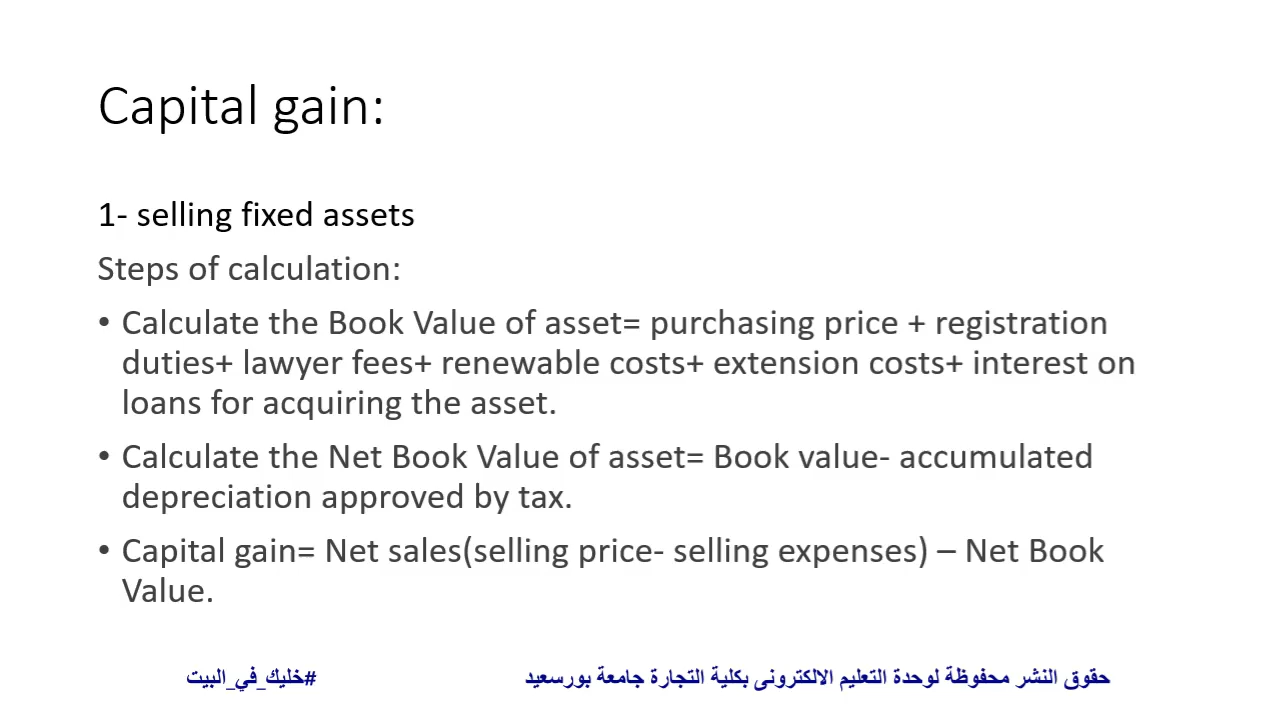 Capital gain:
1- selling fixed assets
Steps of calculation:
• Calculate the Book Value of asset= purchasing price + registration
duties+ lawyer fees+ renewable costs+ extension costs+ interest on
loans for acquiring the asset.
• Calculate the Net Book Value of asset= Book value- accumulated
depreciation approved by tax.
• Capital gain= Net sales(selling price- selling expenses) – Net Book
Value.
حقوق النشر محفوظة لوحدة التعليم الالكترونى بكلية التجارة جامعة بورسعيد #خليك_في_البيت